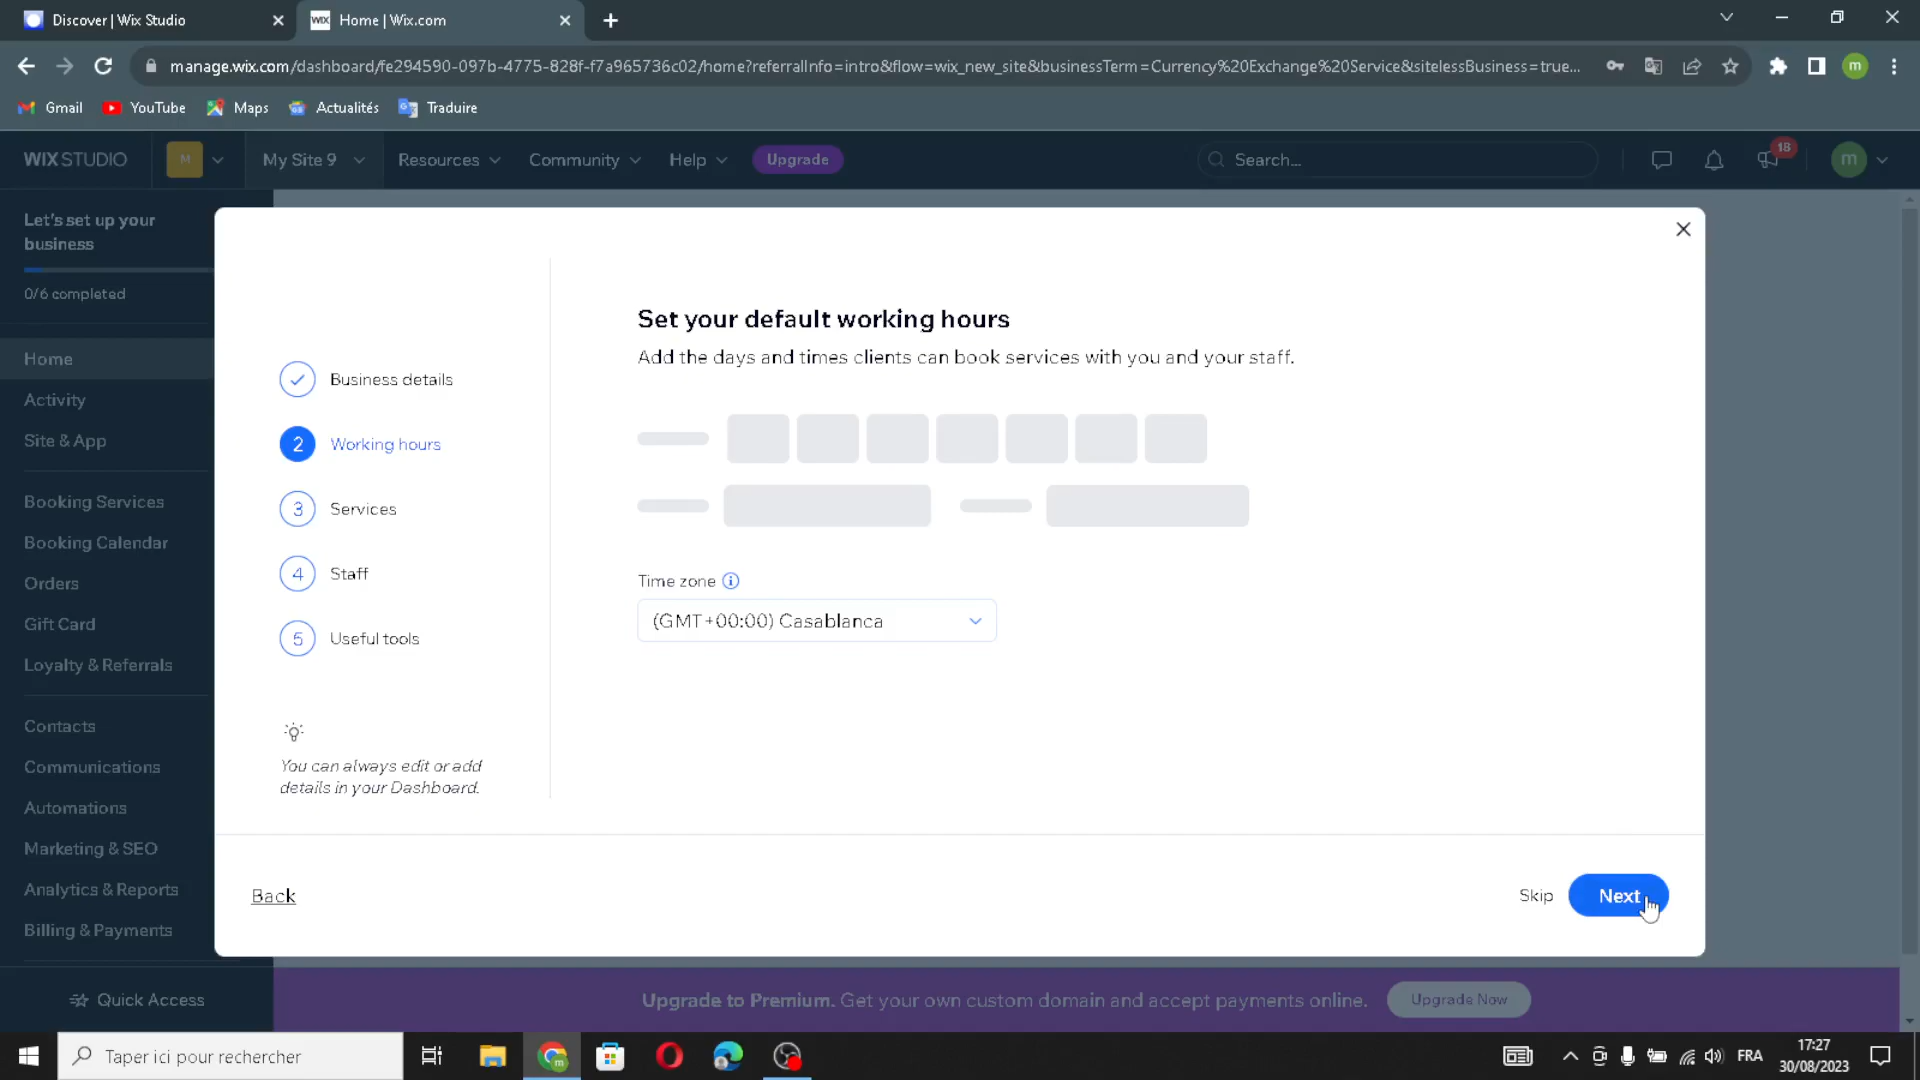 Discover | Wix Studio
WIX Home | Wix.com
manage.wix.com/dashboard/fe294590-097b-4775-828f-f7a965736c02/home?referralInfo=intro&flow=wix_new_site&businessTerm=Currency%20Exchange%20Service&sitelessBusiness=true...
m
Gmail
YouTube
Maps
Actualités
Traduire
WIX STUDIO
M
My Site 9
Resources
Community
Help
Upgrade
Search...
18
m
Let's set up your
business
0/6 completed
Home
Activity
Site & App
Booking Services
Booking Calendar
Orders
Gift Card
Loyalty & Referrals
Contacts
Communications
Automations
Marketing & SEO
Analytics & Reports
Billing & Payments
Quick Access
Business details
2 Working hours
3 Services
4 Staff
5 Useful tools
You can always edit or add
details in your Dashboard.
Set your default working hours
Add the days and times clients can book services with you and your staff.
Time zone
(GMT+00:00) Casablanca
Back
Skip
Next
Upgrade to Premium. Get your own custom domain and accept payments online.
Upgrade Now
Taper ici pour rechercher
FRA
17:27
30/08/2023